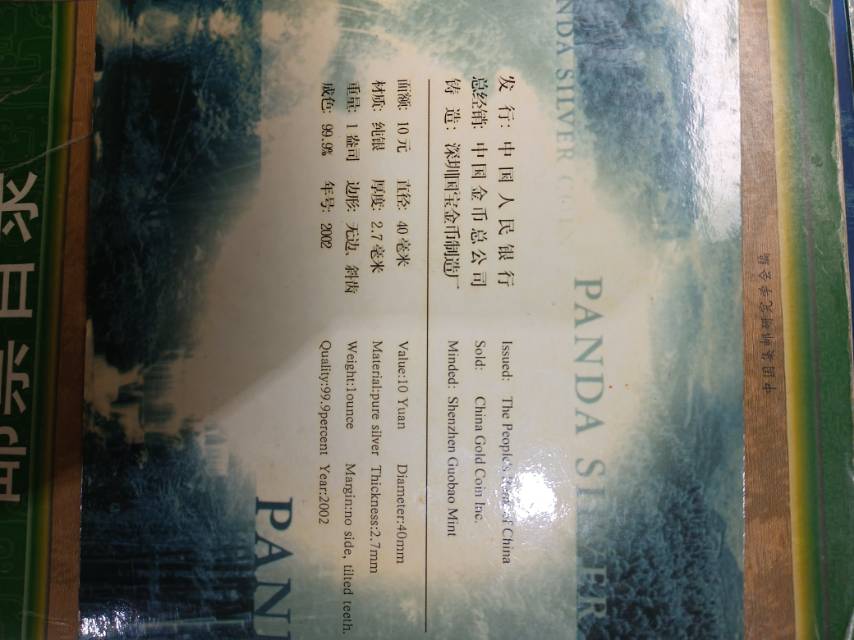 PANDA SILVER COIN
PANDA SILVER
发 行: 中国人民银行 Issued: The People's Bank of China
总经销: 中国金币总公司 Sold: China Gold Coin Inc.
铸 造: 深圳国宝金币制造厂 Minded: Shenzhen Guobao Mint
面额: 10元 直径: 40毫米 Value:10 Yuan Diameter:40mm
材质: 纯银 厚度: 2.7毫米 Material:pure silver Thickness:2.7mm
重量: 1盎司 边形: 无边、斜齿 Weight:1ounce Margin:no side, tilted teeth.
成色: 99.9% 年号: 2002 Quality:99.9percent Year:2002
PAN